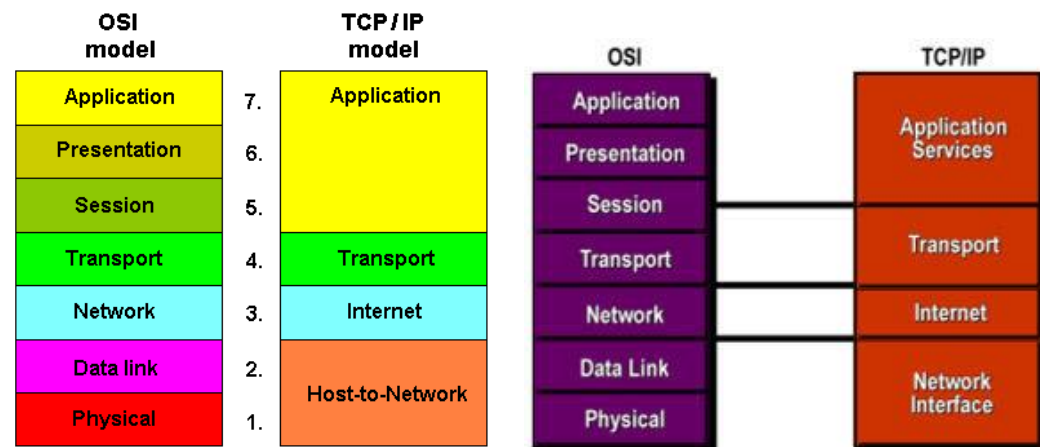 OSI
model
TCP / IP
model
Application
7.
Application
Presentation
6.
Session
5.
Transport
4.
Transport
Network
3.
Internet
Data link
2.
Host-to-Network
Physical
1.
OSI
TCP/IP
Application
Presentation
Session
Transport
Network
Data Link
Physical
Application
Services
Transport
Internet
Network
Interface